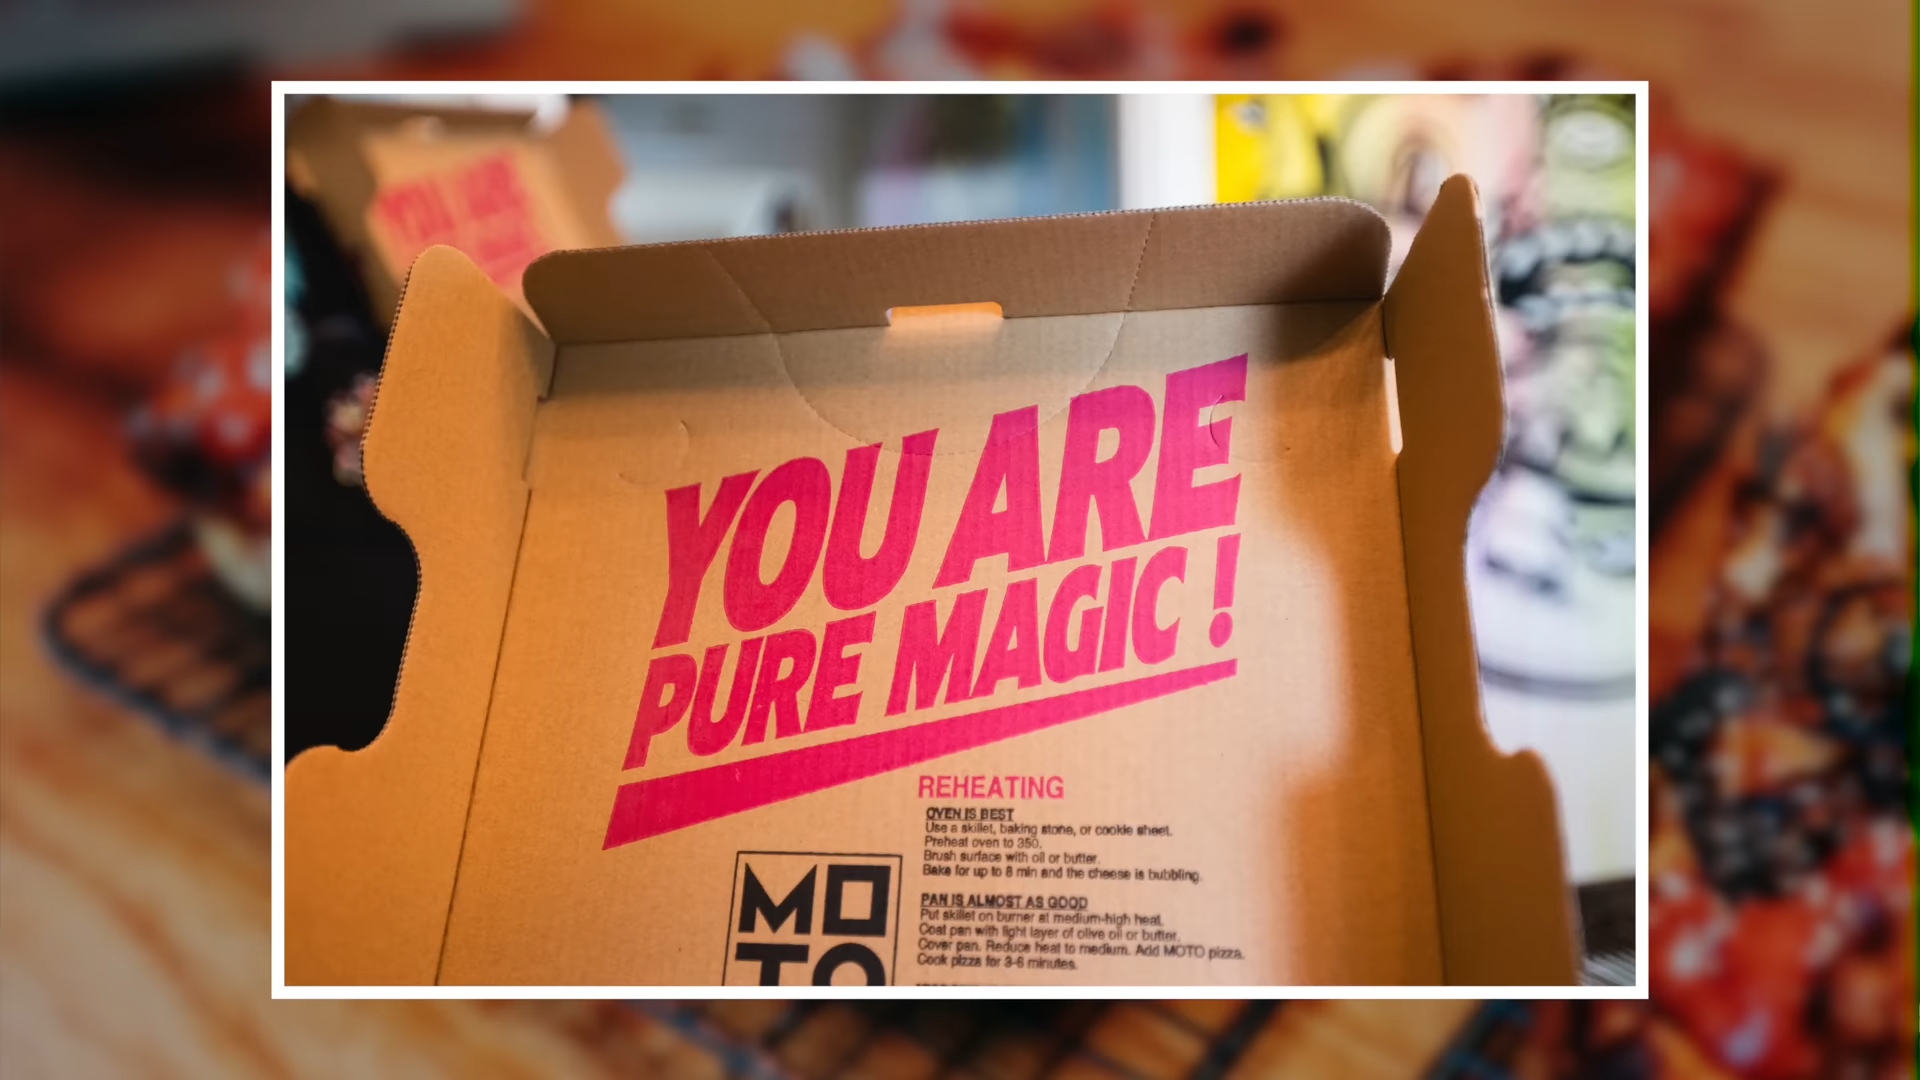 YOU ARE
YOU ARE
PURE MAGIC!
REHEATING
OVEN IS BEST
Use a skillet, baking stone, or cookie sheet.
Preheat oven to 350.
Brush surface with oil or butter.
Bake for up to 8 min and the cheese is bubbling.
PAN IS ALMOST AS GOOD
Put skillet on burner at medium-high heat.
Coat pan with light layer of olive oil or butter.
Cover pan. Reduce heat to medium. Add MOTO pizza.
Cook pizza for 3-6 minutes.
MO
TO